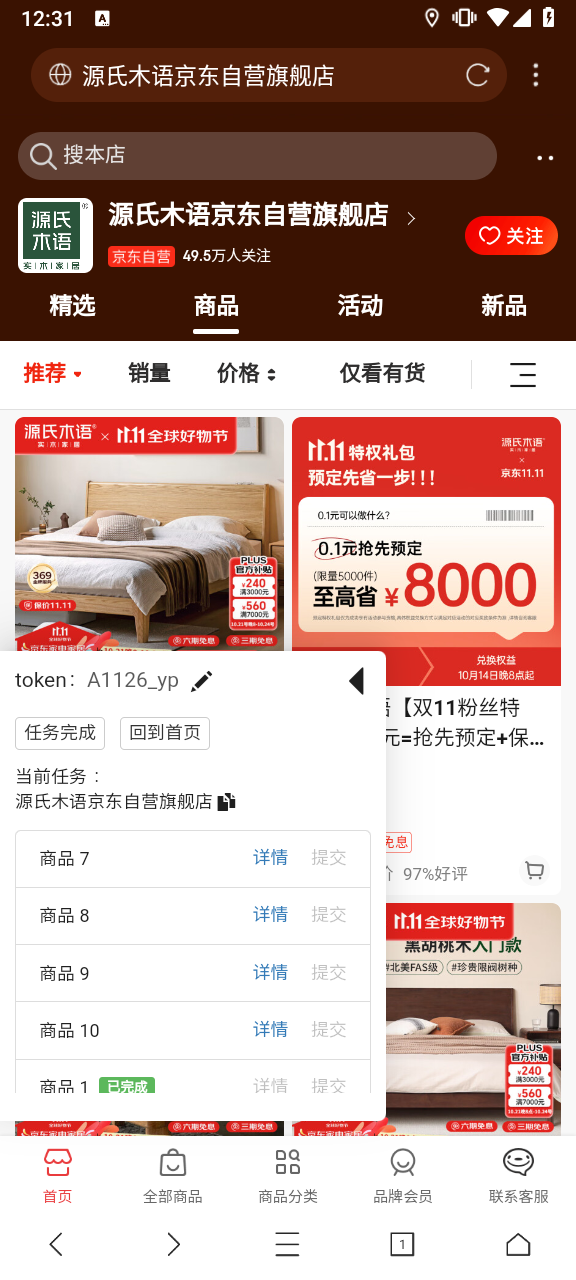 12:31
源氏木语京东自营旗舰店
搜本店
源氏木语
实木家居
源氏木语京东自营旗舰店
京东自营 49.5万人关注
关注
精选 商品 活动 新品
推荐 销量 价格 仅看有货
源氏木语 × 11.11全球好物节
实木家居
369
保价11.11
PLUS
官方补贴
¥240
满3000元
¥560
满7000元
六期免息 三期免息
11.11特权礼包
预定先省一步!!!
源氏木语
×
京东11.11
0.1元可以做什么?
0.1元抢先预定
(限量5000件)
至高省¥8000
兑换权益
10月14日晚8点起
【双11粉丝特
元=抢先预定+保...
免息
97%好评
token: A1126_yp
任务完成 回到首页
当前任务：
源氏木语京东自营旗舰店
商品 7 详情 提交
商品 8 详情 提交
商品 9 详情 提交
商品 10 详情 提交
商品 1 已完成 详情 提交
11.11全球好物节
黑胡桃木入门款
#北美FAS级 #珍贵限阀树种
PLUS
官方补贴
¥240
满3000元
¥560
满7000元
六期免息 三期免息
六期免息 三期免息
首页 全部商品 商品分类 品牌会员 联系客服
1